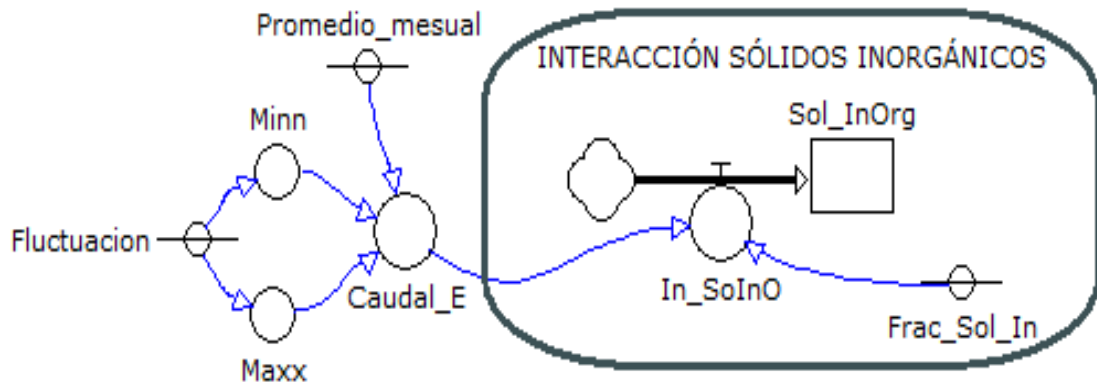 Promedio_mesual
INTERACCIÓN SÓLIDOS INORGÁNICOS
Minn
Sol_InOrg
Fluctuacion
Caudal_E
In_SoInO
Frac_Sol_In
Maxx